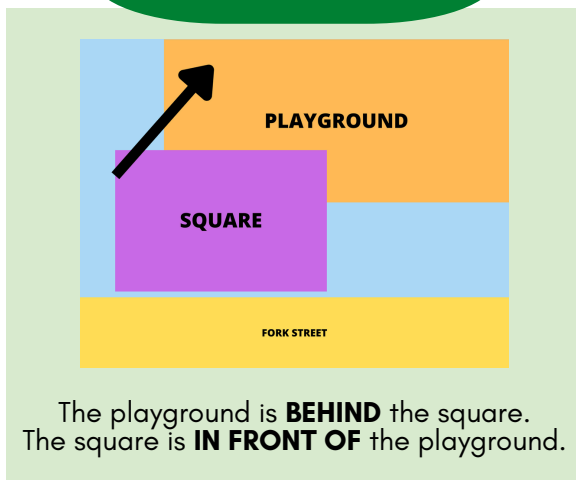 PLAYGROUND
SQUARE
FORK STREET
The playground is BEHIND the square.
The square is IN FRONT OF the playground.